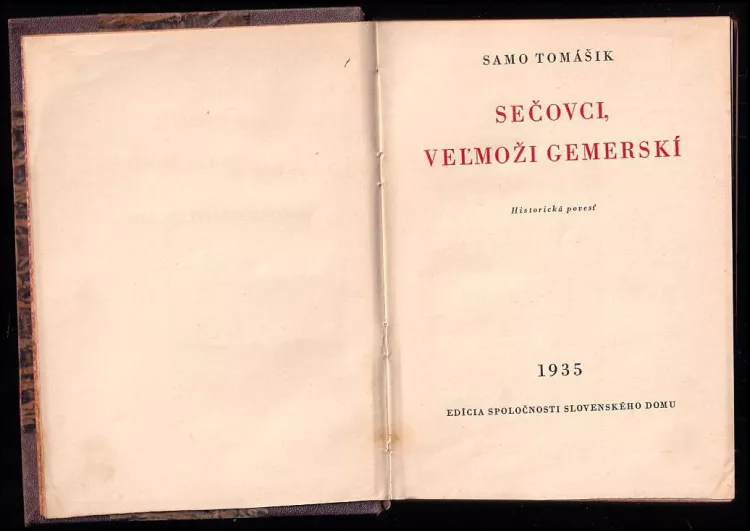 SAMO TOMÁŠIK
SEČOVCI,
VEĽMOŽI GEMERSKÍ
Historická povesť
1935
EDÍCIA SPOLOČNOSTI SLOVENSKÉHO DOMU